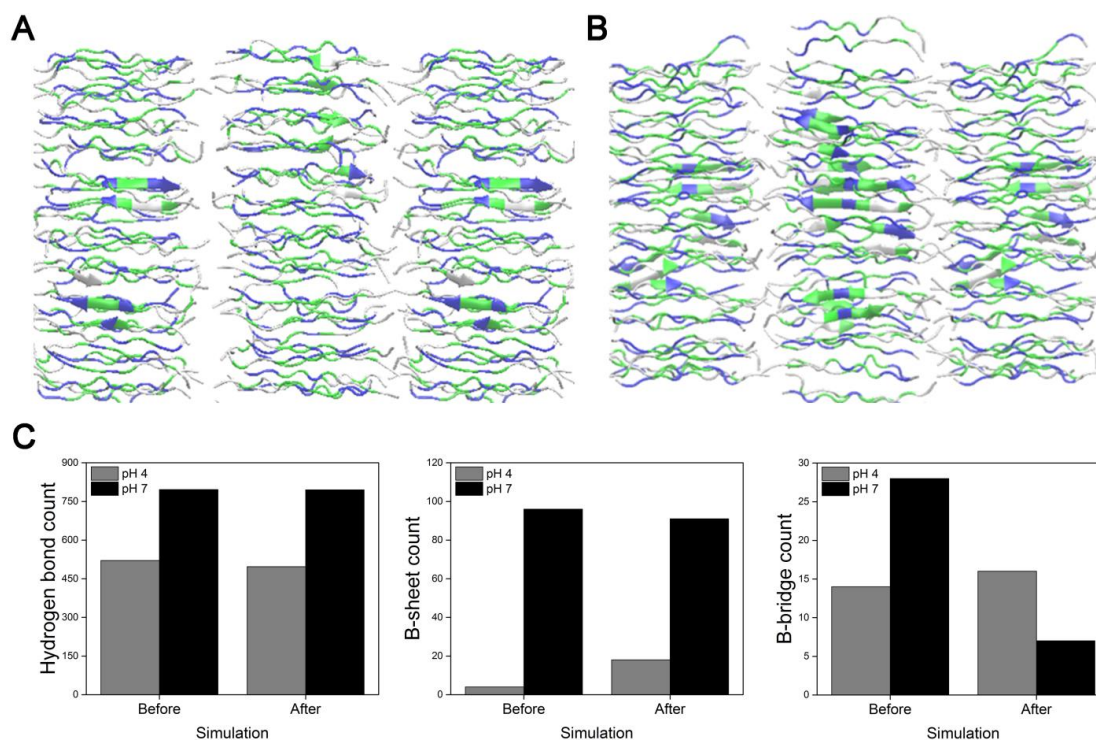 A
B
C
Hydrogen bond count
900
750
600
450
300
150
0
pH 4
pH 7
Before
After
Simulation
B-sheet count
120
100
80
60
40
20
0
pH 4
pH 7
Before
After
Simulation
B-bridge count
30
25
20
15
10
5
0
pH 4
pH 7
Before
After
Simulation